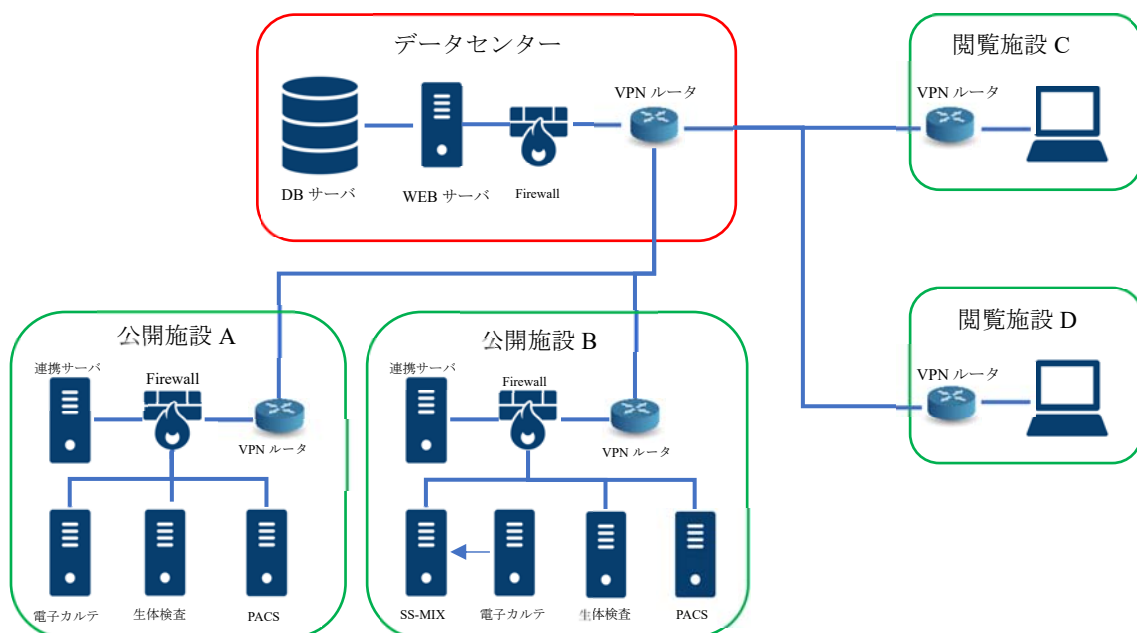 データセンター
VPN ルータ
DB サーバ
WEB サーバ
Firewall
閲覧施設 C
VPN ルータ
閲覧施設 D
VPN ルータ
公開施設 A
連携サーバ
Firewall
VPN ルータ
電子カルテ
生体検査
PACS
公開施設 B
連携サーバ
Firewall
VPN ルータ
SS-MIX
電子カルテ
生体検査
PACS